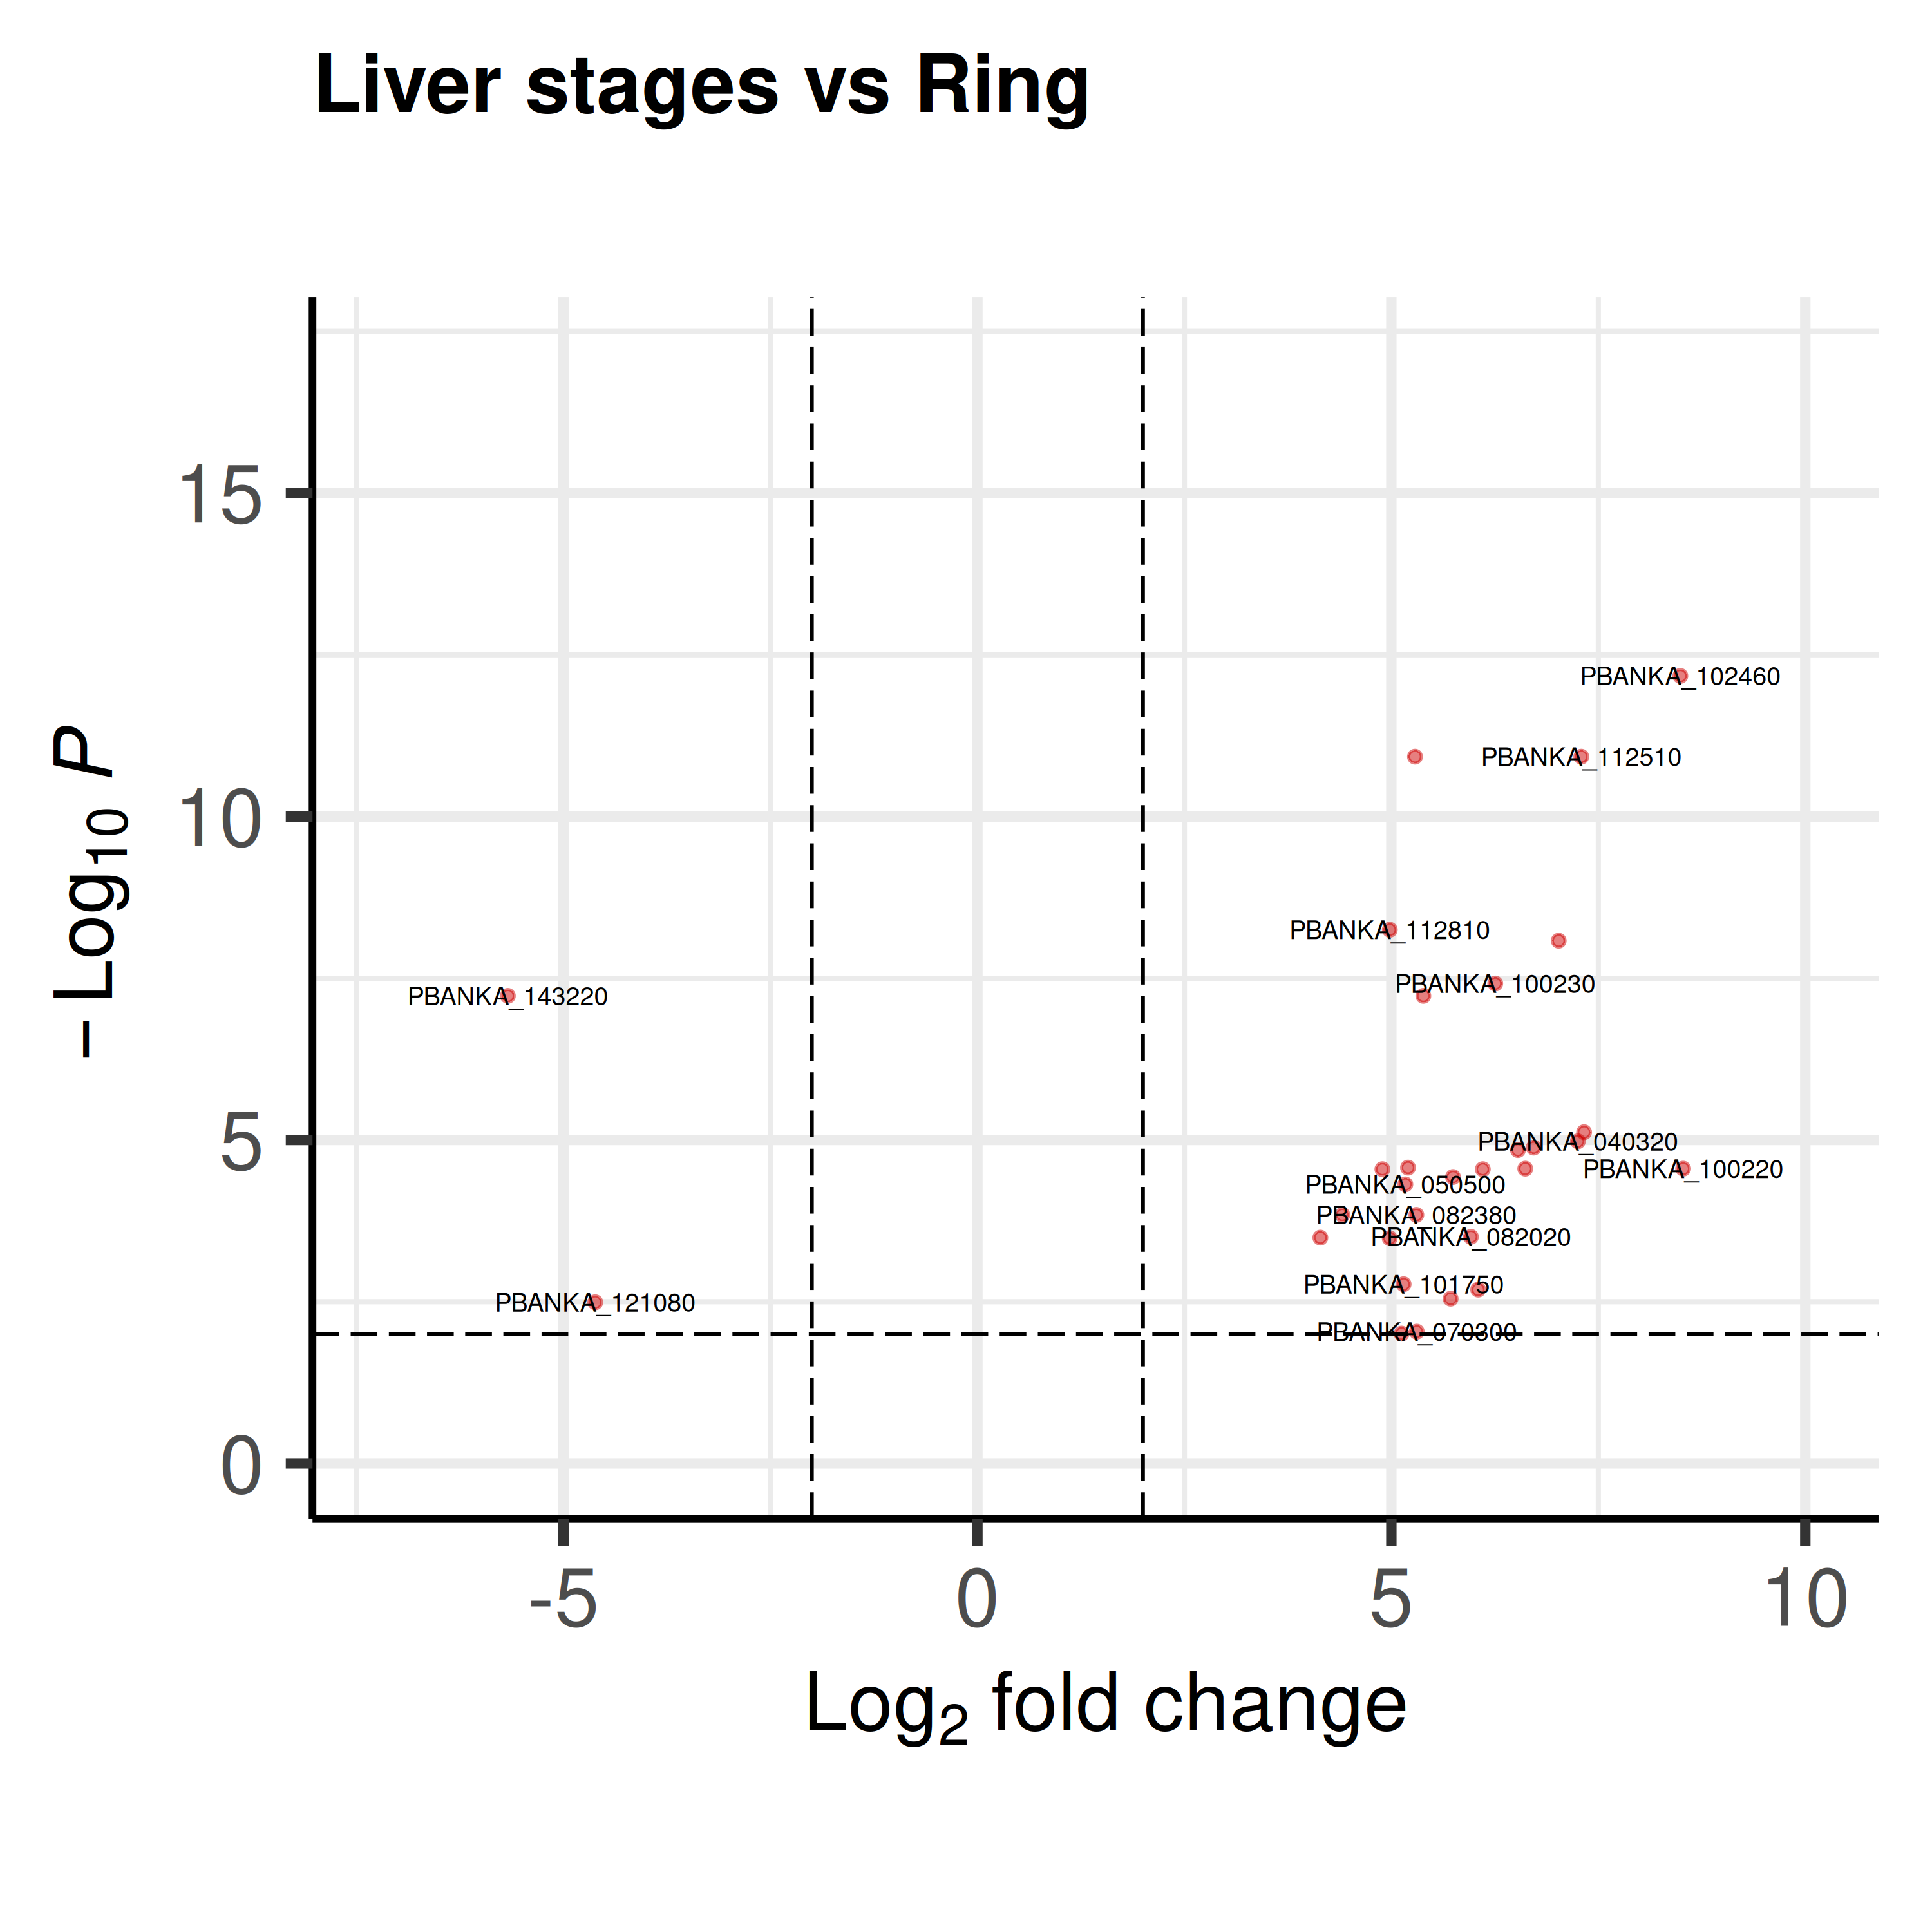 Liver stages vs Ring
− Log10 P
15
10
5
0
PBANKA_102460
PBANKA_112510
PBANKA_112810
PBANKA_100230
PBANKA_143220
PBANKA_040320
PBANKA_100220
PBANKA_050500
PBANKA_082380
PBANKA_082020
PBANKA_101750
PBANKA_121080
PBANKA_070300
-5 0 5 10
Log2 fold change